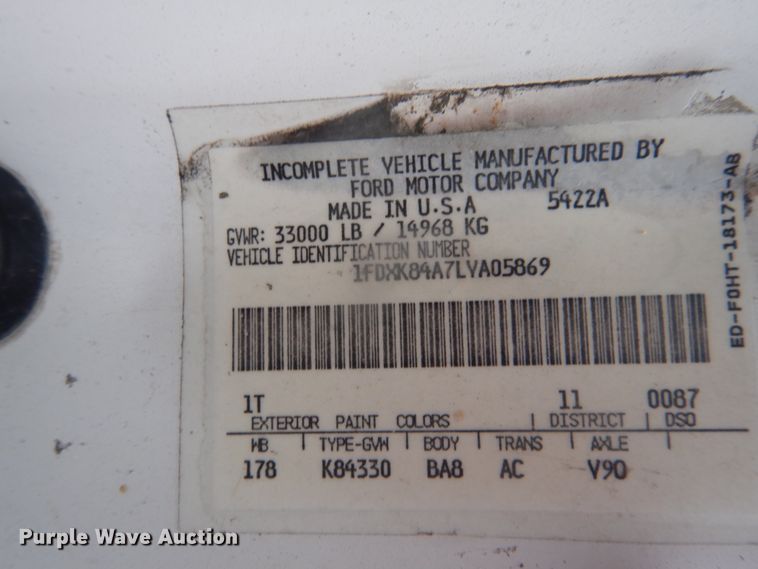 INCOMPLETE VEHICLE MANUFACTURED BY
FORD MOTOR COMPANY
MADE IN U.S.A 5422A
GVWR: 33000 LB / 14968 KG
VEHICLE IDENTIFICATION NUMBER
1FDXK84A7LVA05869
1T 11 0087
EXTERIOR PAINT COLORS | DISTRICT | DSO
WB | TYPE-GVW | BODY | TRANS | AXLE |
178 K84330 BA8 AC V90
ED-F0HT-18173-AB
Purple Wave Auction